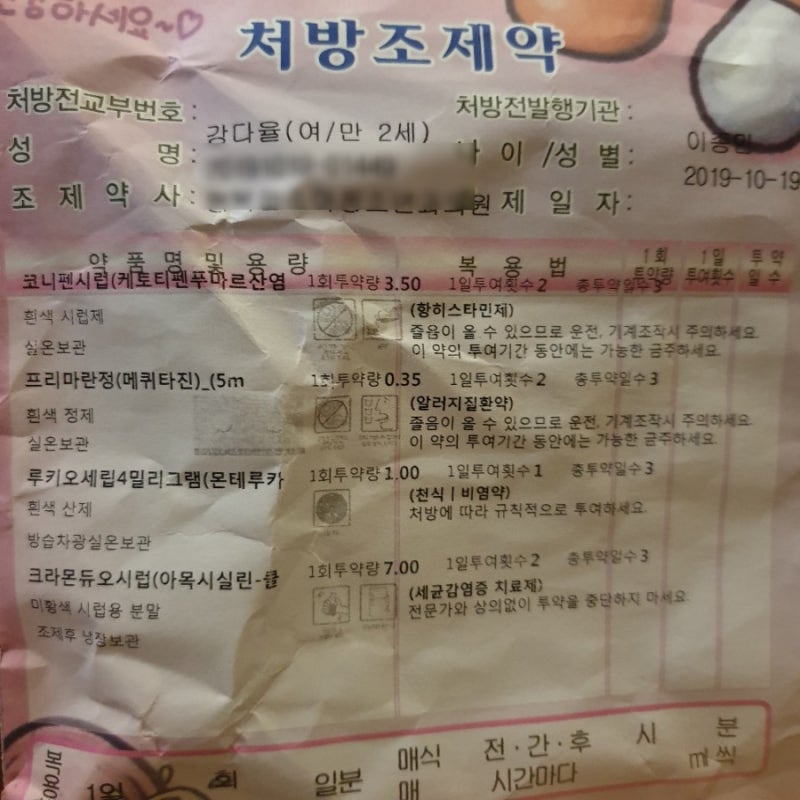 처방조제약
처방전교부번호 : 처방전발행기관 :
강다율(여/만 2세)
성 명 : 이/성별 :
2019-10-19
조제약사 : 의원 제일자 :
약품명 및 용량 복용법 1회 투약량 1일 투여횟수 투약 일수
코니펜시럽(케토티펜푸마르산염 1회투약량 3.50 1일투여횟수 2 총투약일수 3
(항히스타민제)
흰색 시럽제 졸음이 올 수 있으므로 운전, 기계조작시 주의하세요.
실온보관 이 약의 투여기간 동안에는 가능한 금주하세요.
프리마란정(메퀴타진)_(5m 1회투약량 0.35 1일투여횟수 2 총투약일수 3
(알러지질환약)
흰색 정제 졸음이 올 수 있으므로 운전, 기계조작시 주의하세요.
실온보관 이 약의 투여기간 동안에는 가능한 금주하세요.
루키오세립4밀리그램(몬테루카 1회투약량 1.00 1일투여횟수 1 총투약일수 3
(천식ㅣ비염약)
흰색 산제 처방에 따라 규칙적으로 투여하세요.
방습차광실온보관
크라몬듀오시럽(아목시실린-클 1회투약량 7.00 1일투여횟수 2 총투약일수 3
(세균감염증 치료제)
미황색 시럽용 분말 전문가와 상의없이 투약을 중단하지 마세요.
조제후 냉장보관
1일 회 일분 매식 전·간·후 시 분
매 시간마다